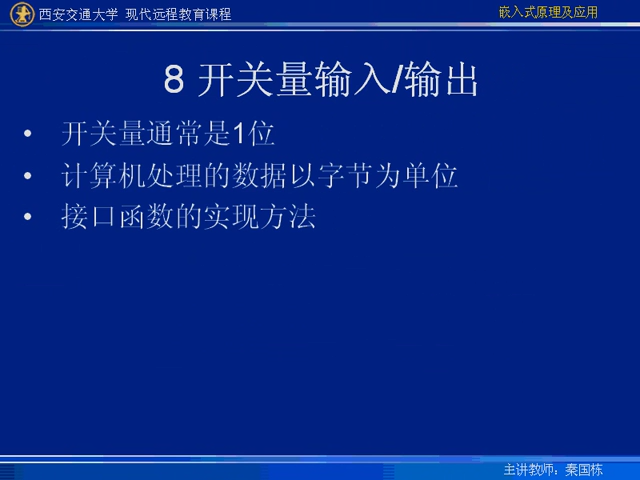 西安交通大学 现代远程教育课程
嵌入式原理及应用
8 开关量输入/输出
• 开关量通常是1位
• 计算机处理的数据以字节为单位
• 接口函数的实现方法
主讲教师：秦国栋